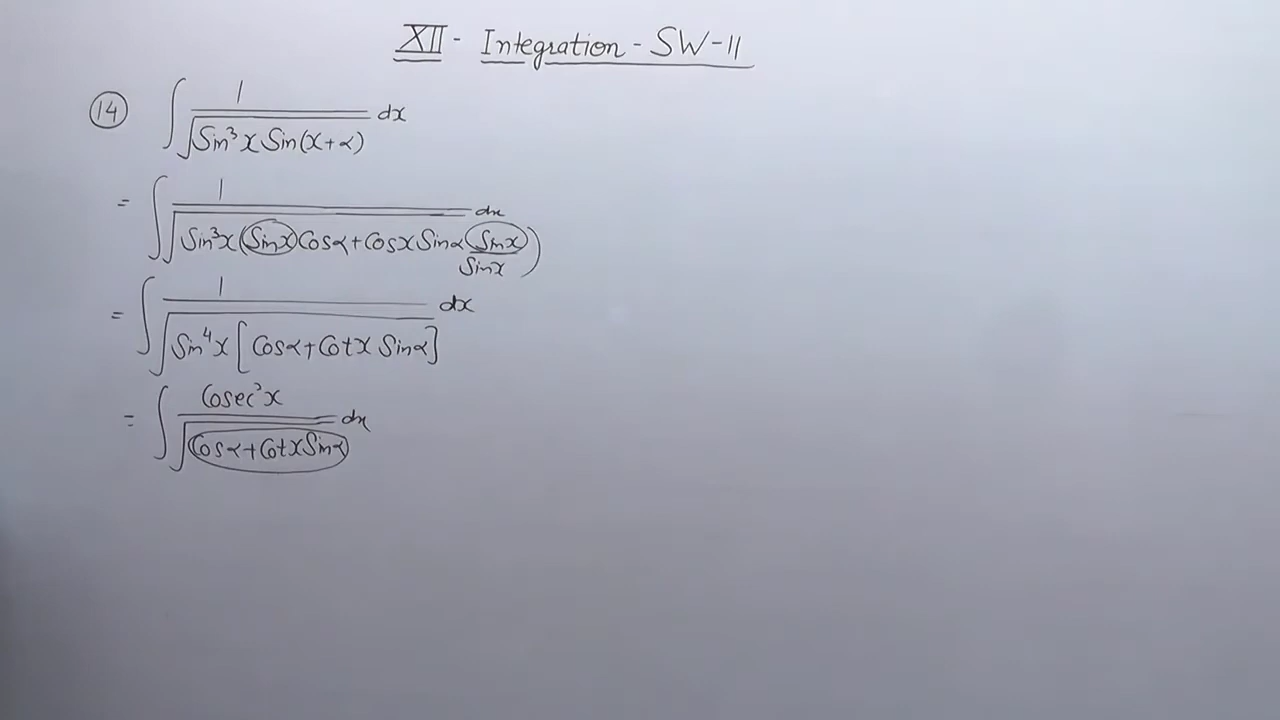 XII - Integration - SW-11
(14) ∫ 1/√(Sin³x Sin(x+α)) dx
= ∫ 1/√(Sin³x (Sinx Cosα + Cosx Sinα Sinx/Sinx)) dx
= ∫ 1/√(Sin⁴x [Cosα + Cotx Sinα]) dx
= ∫ Cosec²x/√(Cosα + Cotx Sinα) dx